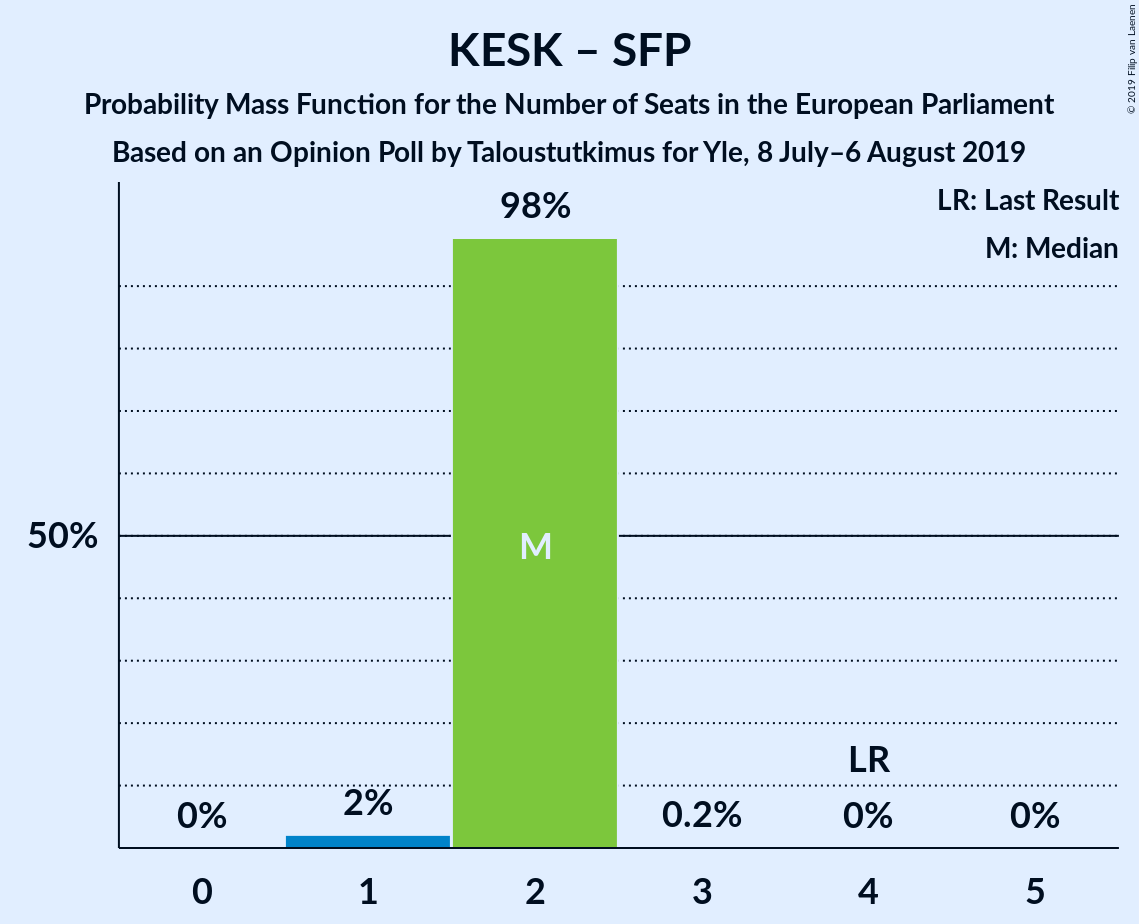 KESK – SFP
Probability Mass Function for the Number of Seats in the European Parliament
Based on an Opinion Poll by Taloustutkimus for Yle, 8 July–6 August 2019
© 2019 Filip van Laenen
LR: Last Result
M: Median
98%
50%
M
LR
0%
2%
0.2%
0%
0%
0
1
2
3
4
5